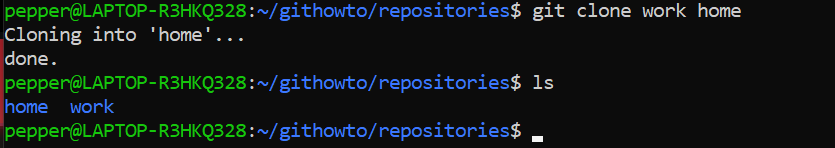 pepper@LAPTOP-R3HKQ328:~/githowto/repositories$ git clone work home
Cloning into 'home'...
done.
pepper@LAPTOP-R3HKQ328:~/githowto/repositories$ ls
home  work
pepper@LAPTOP-R3HKQ328:~/githowto/repositories$